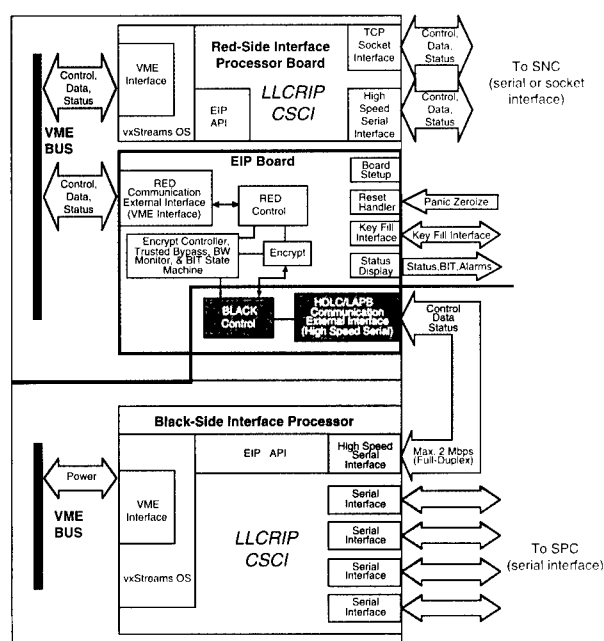 Red-Side Interface
Processor Board
TCP
Socket
Interface
Control,
Data,
Status
VME
Interface
LLCRIP
CSCI
EIP
API
High
Speed
Serial
Interface
vxStreams OS
Control,
Data,
Status
Control,
Data,
Status
To SNC
(serial or socket
interface)
VME
BUS
EIP Board
Control,
Data,
Status
RED
Communication
External Interface
(VME Interface)
RED
Control
Board
Setup
Reset
Handler
Panic Zeroize
Key Fill
Interface
Key Fill Interface
Encrypt Controller,
Trusted Bypass, BW
Monitor, & BIT State
Machine
Encrypt
Status
Display
Status,BIT,Alarms
BLACK
Control
HDLC/LAPB
Communication
External Interface
(High Speed Serial)
Control
Data
Status
Black-Side Interface Processor
EIP API
High Speed
Serial
Interface
Max. 2 Mbps
(Full-Duplex)
Power
VME
BUS
VME
Interface
LLCRIP
CSCI
vxStreams OS
Serial
Interface
Serial
Interface
Serial
Interface
Serial
Interface
To SPC
(serial interface)